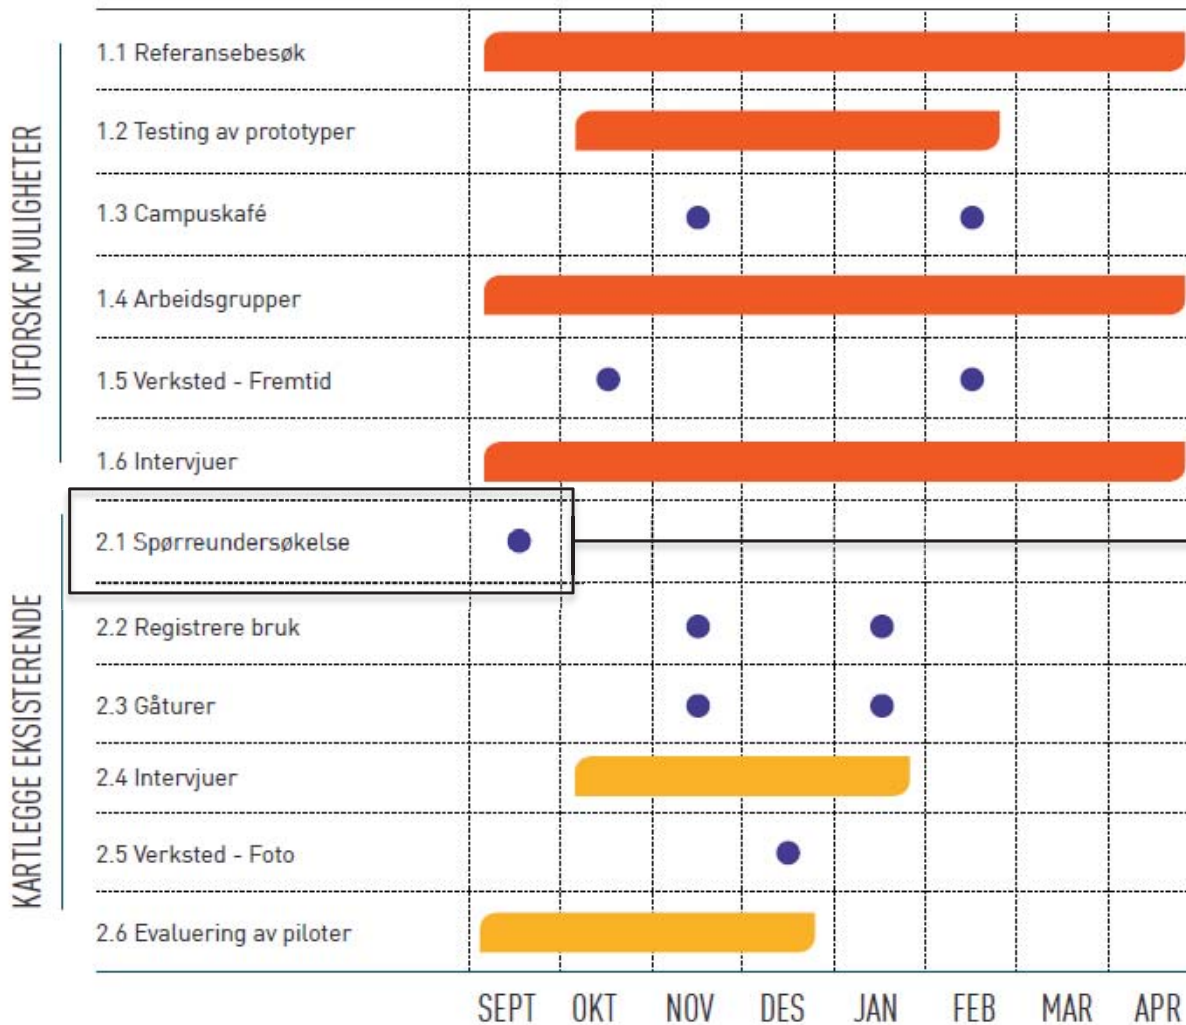 UTFORSKE MULIGHETER
1.1 Referansebesøk
1.2 Testing av prototyper
1.3 Campuskafé
1.4 Arbeidsgrupper
1.5 Verksted - Fremtid
1.6 Intervjuer
KARTLEGGE EKSISTERENDE
2.1 Spørreundersøkelse
2.2 Registrere bruk
2.3 Gåturer
2.4 Intervjuer
2.5 Verksted - Foto
2.6 Evaluering av piloter
SEPT OKT NOV DES JAN FEB MAR APR